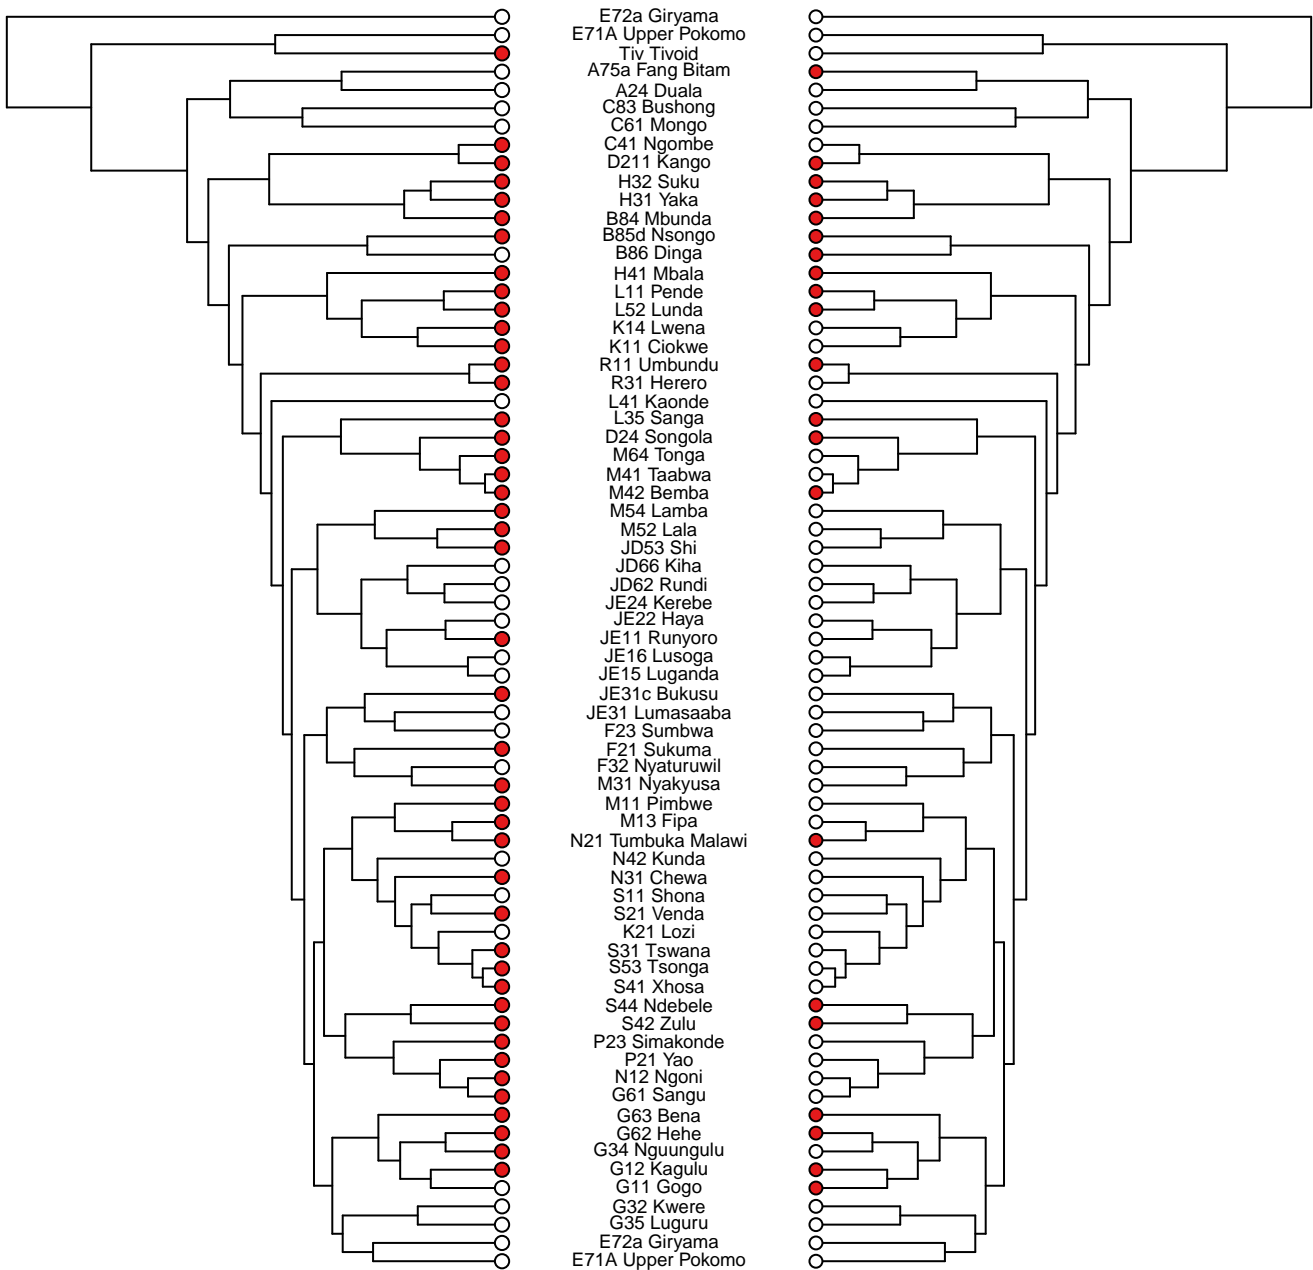 E72a Giryama
E71A Upper Pokomo
Tiv Tivoid
A75a Fang Bitam
A24 Duala
C83 Bushong
C61 Mongo
C41 Ngombe
D211 Kango
H32 Suku
H31 Yaka
B84 Mbunda
B85d Nsongo
B86 Dinga
H41 Mbala
L11 Pende
L52 Lunda
K14 Lwena
K11 Ciokwe
R11 Umbundu
R31 Herero
L41 Kaonde
L35 Sanga
D24 Songola
M64 Tonga
M41 Taabwa
M42 Bemba
M54 Lamba
M52 Lala
JD53 Shi
JD66 Kiha
JD62 Rundi
JE24 Kerebe
JE22 Haya
JE11 Runyoro
JE16 Lusoga
JE15 Luganda
JE31c Bukusu
JE31 Lumasaaba
F23 Sumbwa
F21 Sukuma
F32 Nyaturuwil
M31 Nyakyusa
M11 Pimbwe
M13 Fipa
N21 Tumbuka Malawi
N42 Kunda
N31 Chewa
S11 Shona
S21 Venda
K21 Lozi
S31 Tswana
S53 Tsonga
S41 Xhosa
S44 Ndebele
S42 Zulu
P23 Simakonde
P21 Yao
N12 Ngoni
G61 Sangu
G63 Bena
G62 Hehe
G34 Nguungulu
G12 Kagulu
G11 Gogo
G32 Kwere
G35 Luguru
E72a Giryama
E71A Upper Pokomo